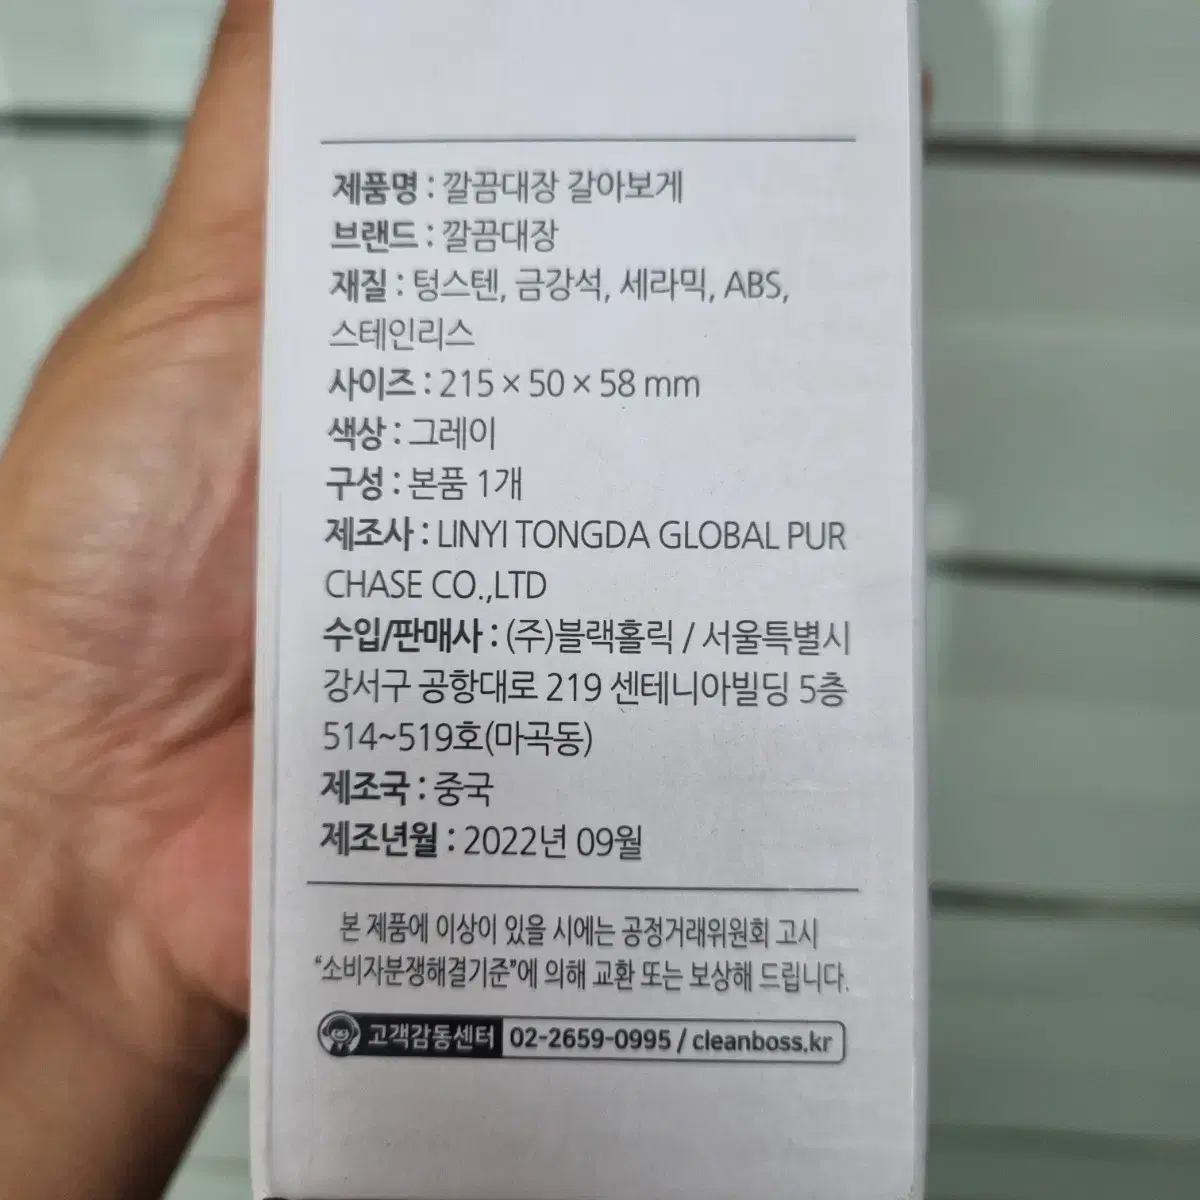 제품명 : 깔끔대장 갈아보게
브랜드 : 깔끔대장
재질 : 텅스텐, 금강석, 세라믹, ABS,
스테인리스
사이즈 : 215 × 50 × 58 mm
색상 : 그레이
구성 : 본품 1개
제조사 : LINYI TONGDA GLOBAL PUR
CHASE CO.,LTD
수입/판매사 : (주)블랙홀릭 / 서울특별시
강서구 공항대로 219 센테니아빌딩 5층
514~519호(마곡동)
제조국 : 중국
제조년월 : 2022년 09월
본 제품에 이상이 있을 시에는 공정거래위원회 고시
“소비자분쟁해결기준”에 의해 교환 또는 보상해 드립니다.
고객감동센터 02-2659-0995 / cleanboss.kr